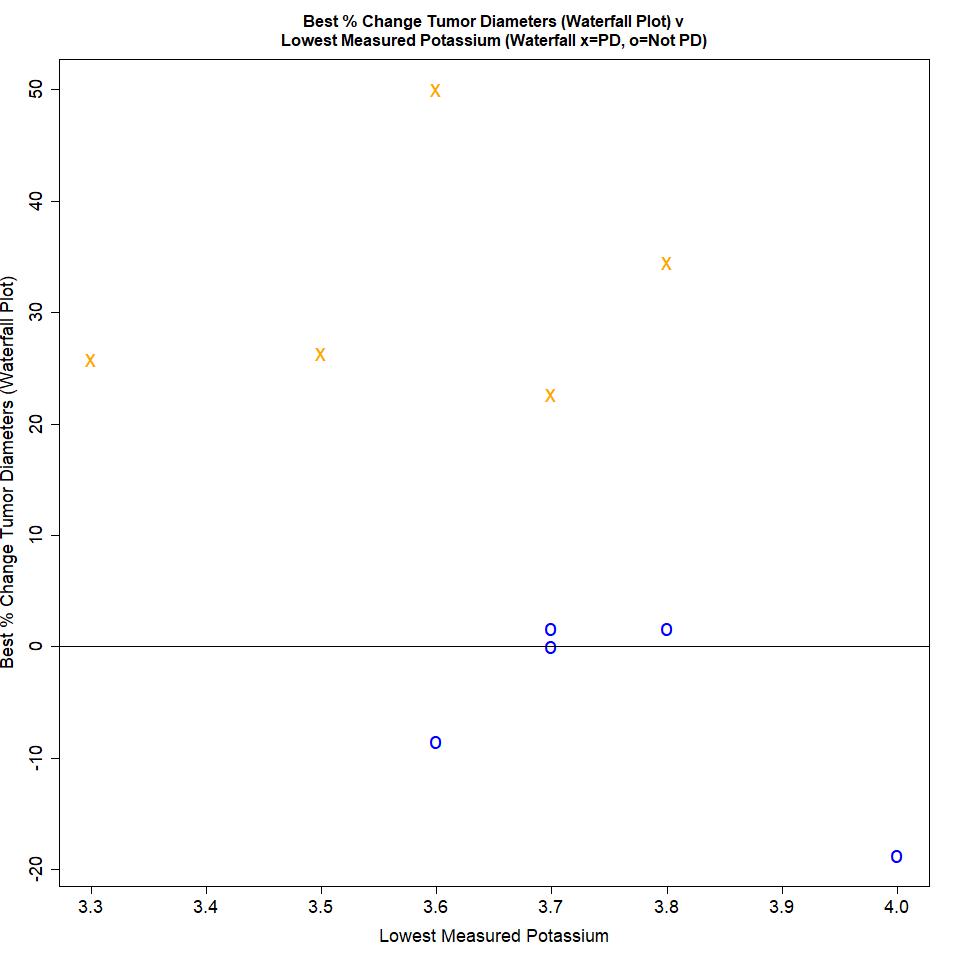 Best % Change Tumor Diameters (Waterfall Plot) v
Lowest Measured Potassium (Waterfall x=PD, o=Not PD)
Best % Change Tumor Diameters (Waterfall Plot)
50
40
30
20
10
0
-10
-20
X
X
X
X
X
O
O
O
O
O
3.3 3.4 3.5 3.6 3.7 3.8 3.9 4.0
Lowest Measured Potassium